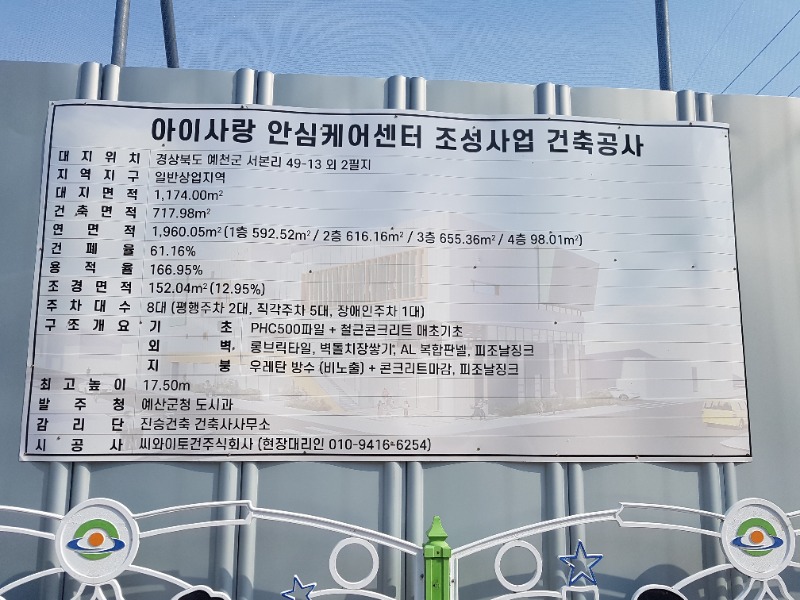 아이사랑 안심케어센터 조성사업 건축공사
대지위치 경상북도 예천군 서본리 49-13 외 2필지
지역지구 일반상업지역
대지면적 1,174.00m²
건축면적 717.98m²
연면적 1,960.05m² (1층 592.52m² / 2층 616.16m² / 3층 655.36m² / 4층 98.01m²)
건폐율 61.16%
용적율 166.95%
조경면적 152.04m² (12.95%)
주차대수 8대 (평행주차 2대, 직각주차 5대, 장애인주차 1대)
구조개요 기초 PHC500파일 + 철근콘크리트 매초기초
외벽 롱브릭타일, 벽돌치장쌓기, AL 복합판넬, 피조날징크
지붕 우레탄 방수 (비노출) + 콘크리트마감, 피조날징크
최고높이 17.50m
발주청 예산군청 도시과
감리단 진승건축 건축사사무소
시공사 씨와이토건주식회사 (현장대리인 010-9416-6254)